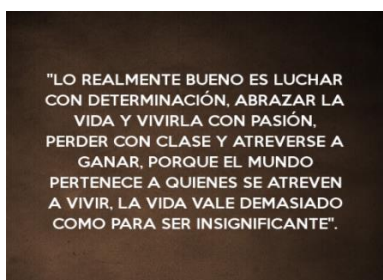 "LO REALMENTE BUENO ES LUCHAR
CON DETERMINACIÓN, ABRAZAR LA
VIDA Y VIVIRLA CON PASIÓN,
PERDER CON CLASE Y ATREVERSE A
GANAR, PORQUE EL MUNDO
PERTENECE A QUIENES SE ATREVEN
A VIVIR, LA VIDA VALE DEMASIADO
COMO PARA SER INSIGNIFICANTE".